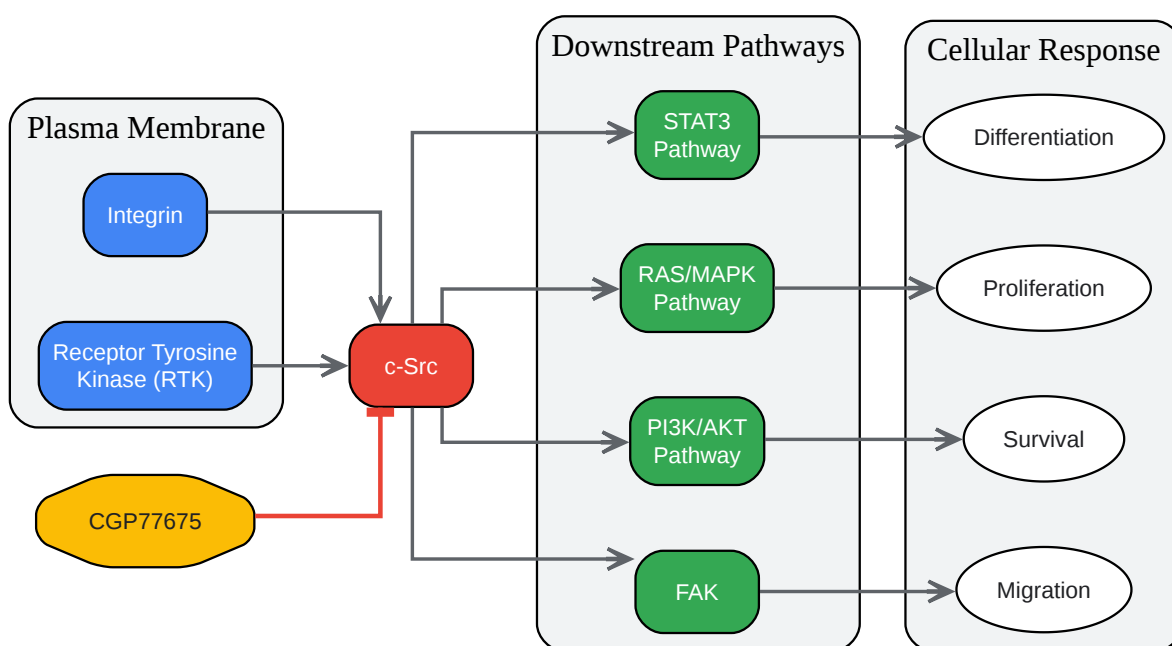 Plasma Membrane
Integrin
Receptor Tyrosine
Kinase (RTK)
CGP77675
c-Src
Downstream Pathways
STAT3
Pathway
RAS/MAPK
Pathway
PI3K/AKT
Pathway
FAK
Cellular Response
Differentiation
Proliferation
Survival
Migration